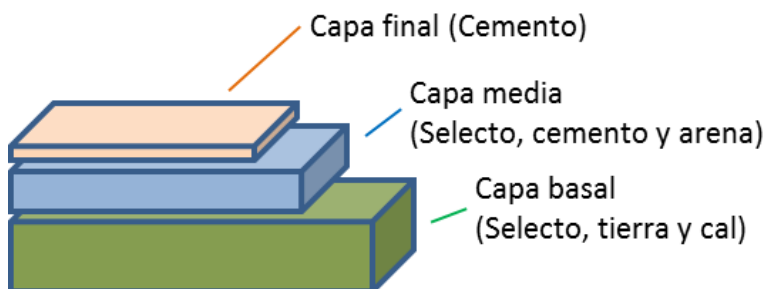 Capa final (Cemento)
Capa media
(Selecto, cemento y arena)
Capa basal
(Selecto, tierra y cal)